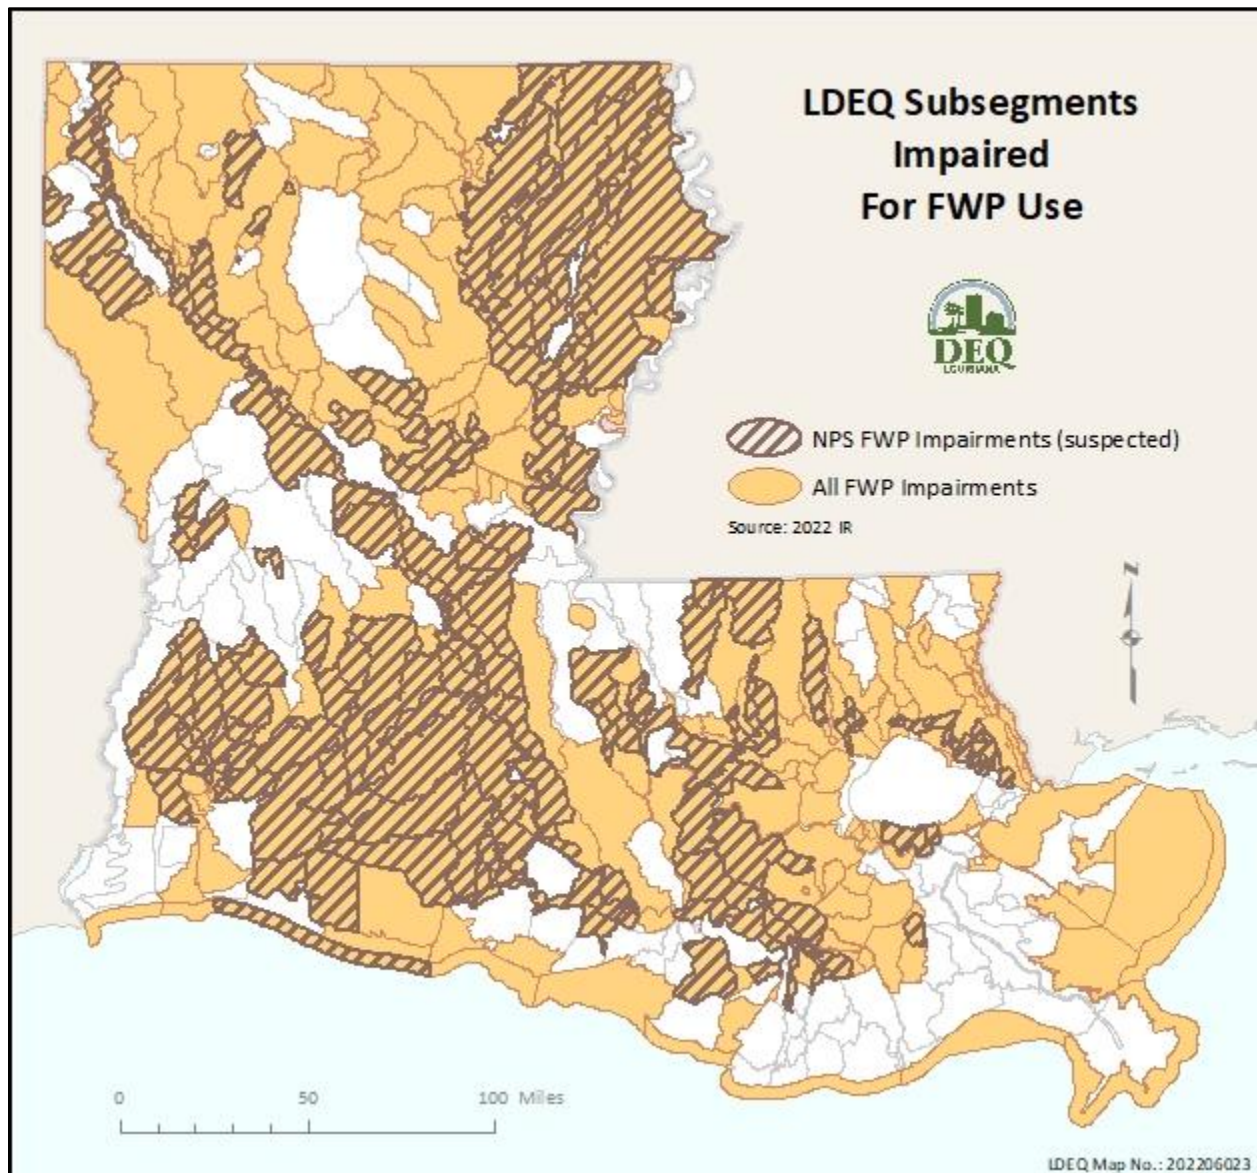 LDEQ Subsegments
Impaired
For FWP Use
DEQ
LOUISIANA
NPS FWP Impairments (suspected)
All FWP Impairments
Source: 2022 IR
N
0 50 100 Miles
LDEQ Map No.: 202206023